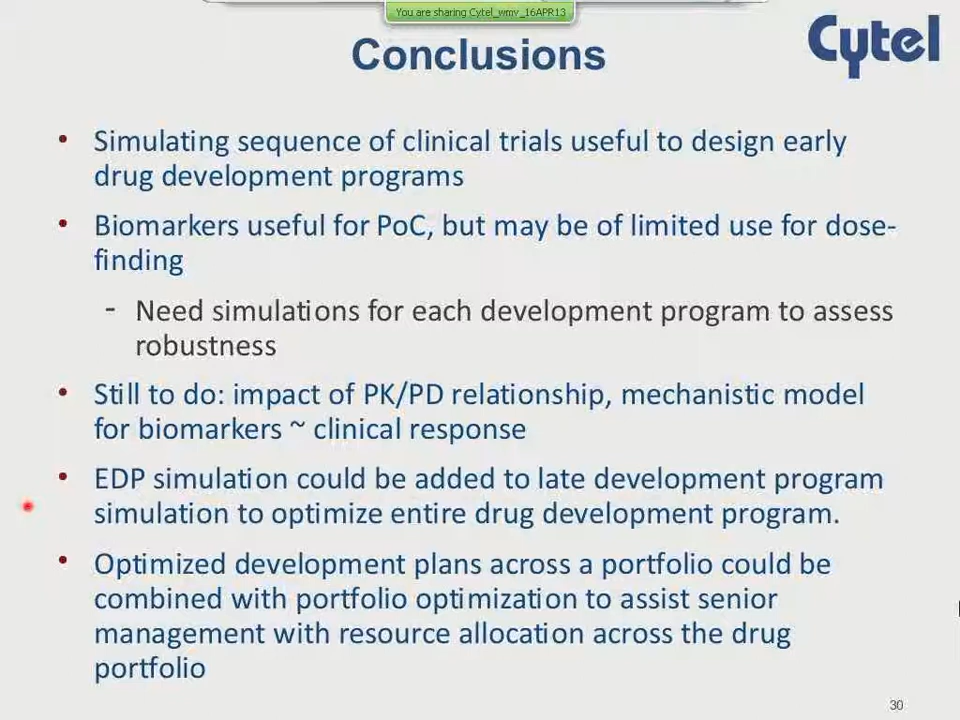 You are sharing Cytel_wmv_16APR13
Conclusions
Cytel
• Simulating sequence of clinical trials useful to design early
drug development programs
• Biomarkers useful for PoC, but may be of limited use for dose-
finding
- Need simulations for each development program to assess
robustness
• Still to do: impact of PK/PD relationship, mechanistic model
for biomarkers ~ clinical response
• EDP simulation could be added to late development program
simulation to optimize entire drug development program.
• Optimized development plans across a portfolio could be
combined with portfolio optimization to assist senior
management with resource allocation across the drug
portfolio
30